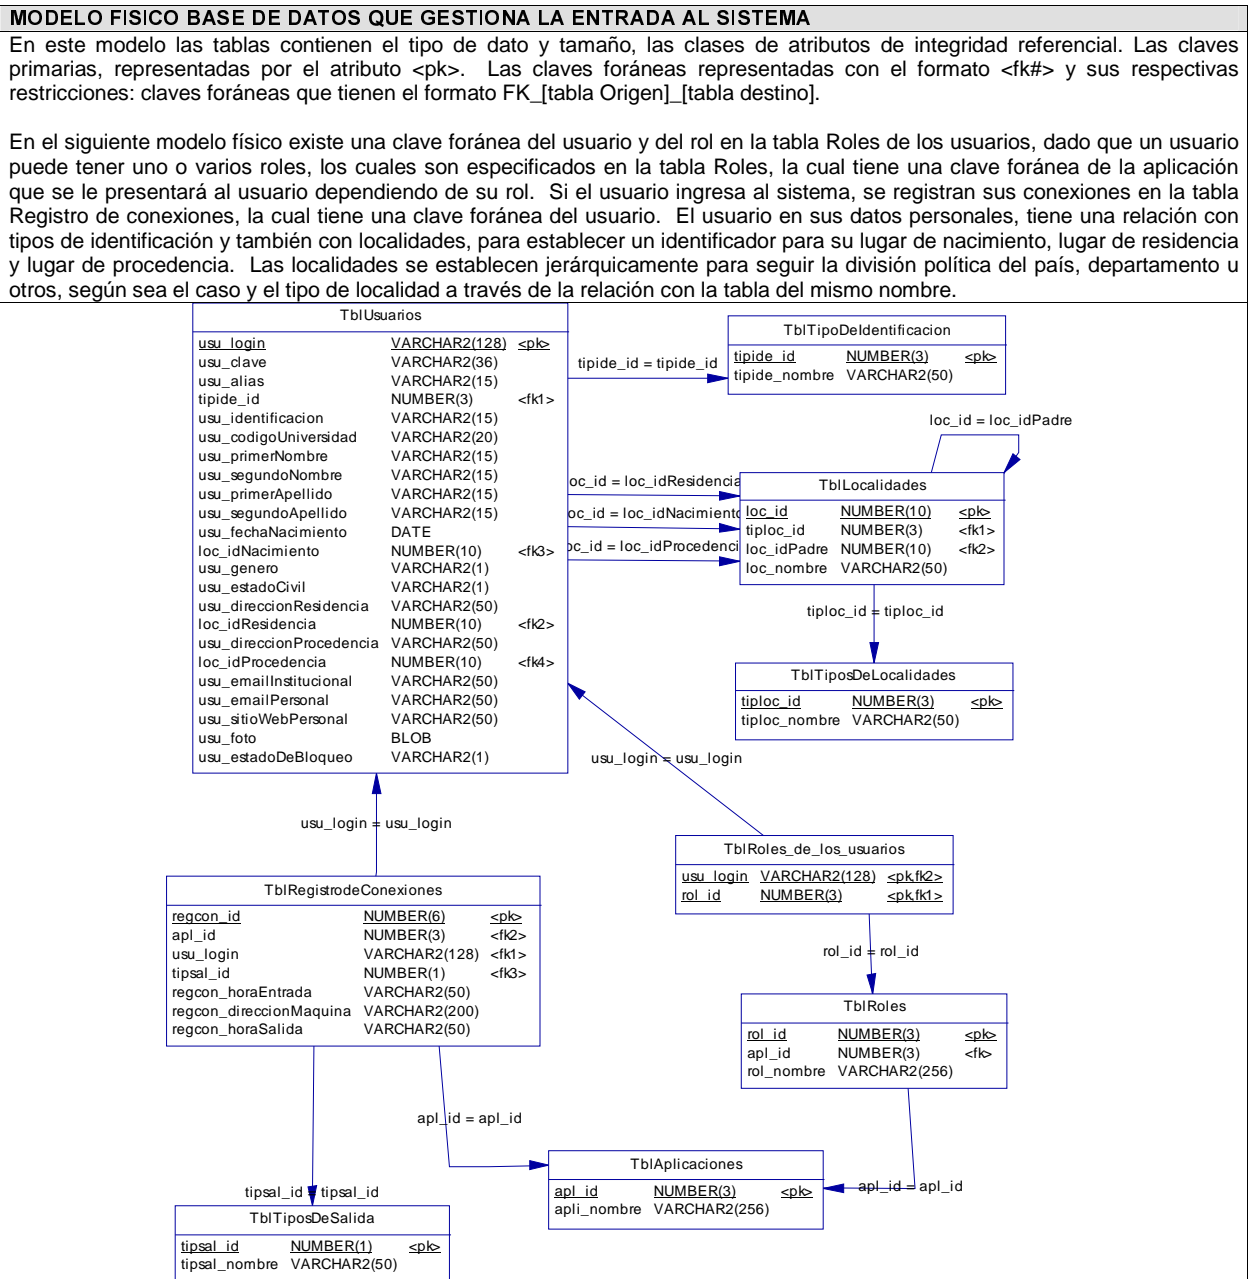 MODELO FISICO BASE DE DATOS QUE GESTIONA LA ENTRADA AL SISTEMA
En este modelo las tablas contienen el tipo de dato y tamaño, las clases de atributos de integridad referencial. Las claves
primarias, representadas por el atributo <pk>. Las claves foráneas representadas con el formato <fk#> y sus respectivas
restricciones: claves foráneas que tienen el formato FK_[tabla Origen]_[tabla destino].
En el siguiente modelo físico existe una clave foránea del usuario y del rol en la tabla Roles de los usuarios, dado que un usuario
puede tener uno o varios roles, los cuales son especificados en la tabla Roles, la cual tiene una clave foránea de la aplicación
que se le presentará al usuario dependiendo de su rol. Si el usuario ingresa al sistema, se registran sus conexiones en la tabla
Registro de conexiones, la cual tiene una clave foránea del usuario. El usuario en sus datos personales, tiene una relación con
tipos de identificación y también con localidades, para establecer un identificador para su lugar de nacimiento, lugar de residencia
y lugar de procedencia. Las localidades se establecen jerárquicamente para seguir la división política del país, departamento u
otros, según sea el caso y el tipo de localidad a través de la relación con la tabla del mismo nombre.
TblUsuarios
usu_login VARCHAR2(128) <pk>
usu_clave VARCHAR2(36)
usu_alias VARCHAR2(15)
tipide_id NUMBER(3) <fk1>
usu_identificacion VARCHAR2(15)
usu_codigoUniversidad VARCHAR2(20)
usu_primerNombre VARCHAR2(15)
usu_segundoNombre VARCHAR2(15)
usu_primerApellido VARCHAR2(15)
usu_segundoApellido VARCHAR2(15)
usu_fechaNacimiento DATE
loc_idNacimiento NUMBER(10) <fk3>
usu_genero VARCHAR2(1)
usu_estadoCivil VARCHAR2(1)
usu_direccionResidencia VARCHAR2(50)
loc_idResidencia NUMBER(10) <fk2>
usu_direccionProcedencia VARCHAR2(50)
loc_idProcedencia NUMBER(10) <fk4>
usu_emailInstitucional VARCHAR2(50)
usu_emailPersonal VARCHAR2(50)
usu_sitioWebPersonal VARCHAR2(50)
usu_foto BLOB
usu_estadoDeBloqueo VARCHAR2(1)
tipide_id = tipide_id
TblTipoDeIdentificacion
tipide_id NUMBER(3) <pk>
tipide_nombre VARCHAR2(50)
loc_id = loc_idPadre
oc_id = loc_idResidencia
oc_id = loc_idNacimiento
oc_id = loc_idProcedenci
TblLocalidades
loc_id NUMBER(10) <pk>
tiploc_id NUMBER(3) <fk1>
loc_idPadre NUMBER(10) <fk2>
loc_nombre VARCHAR2(50)
tiploc_id = tiploc_id
TblTiposDeLocalidades
tiploc_id NUMBER(3) <pk>
tiploc_nombre VARCHAR2(50)
usu_login = usu_login
usu_login = usu_login
TblRoles_de_los_usuarios
usu_login VARCHAR2(128) <pk,fk2>
rol_id NUMBER(3) <pk,fk1>
TblRegistrodeConexiones
regcon_id NUMBER(6) <pk>
apl_id NUMBER(3) <fk2>
usu_login VARCHAR2(128) <fk1>
tipsal_id NUMBER(1) <fk3>
regcon_horaEntrada VARCHAR2(50)
regcon_direccionMaquina VARCHAR2(200)
regcon_horaSalida VARCHAR2(50)
rol_id = rol_id
TblRoles
rol_id NUMBER(3) <pk>
apl_id NUMBER(3) <fk>
rol_nombre VARCHAR2(256)
apl_id = apl_id
TblAplicaciones
apl_id NUMBER(3) <pk>
apli_nombre VARCHAR2(256)
apl_id = apl_id
tipsal_id = tipsal_id
TblTiposDeSalida
tipsal_id NUMBER(1) <pk>
tipsal_nombre VARCHAR2(50)